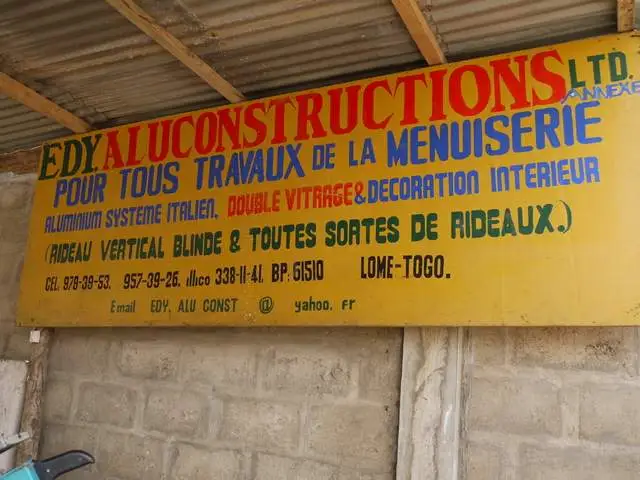 EDY ALUCONSTRUCTIONS LTD. ANNEXE
POUR TOUS TRAVAUX DE LA MENUISERIE
ALUMINIUM SYSTEME ITALIEN, DOUBLE VITRAGE & DECORATION INTERIEUR
(RIDEAU VERTICAL BLINDE & TOUTES SORTES DE RIDEAUX.)
CEL. 978-39-53. 957-39-26. illico 338-11-41. BP: 61510 LOME-TOGO.
Email EDY, ALU CONST @ yahoo. Fr